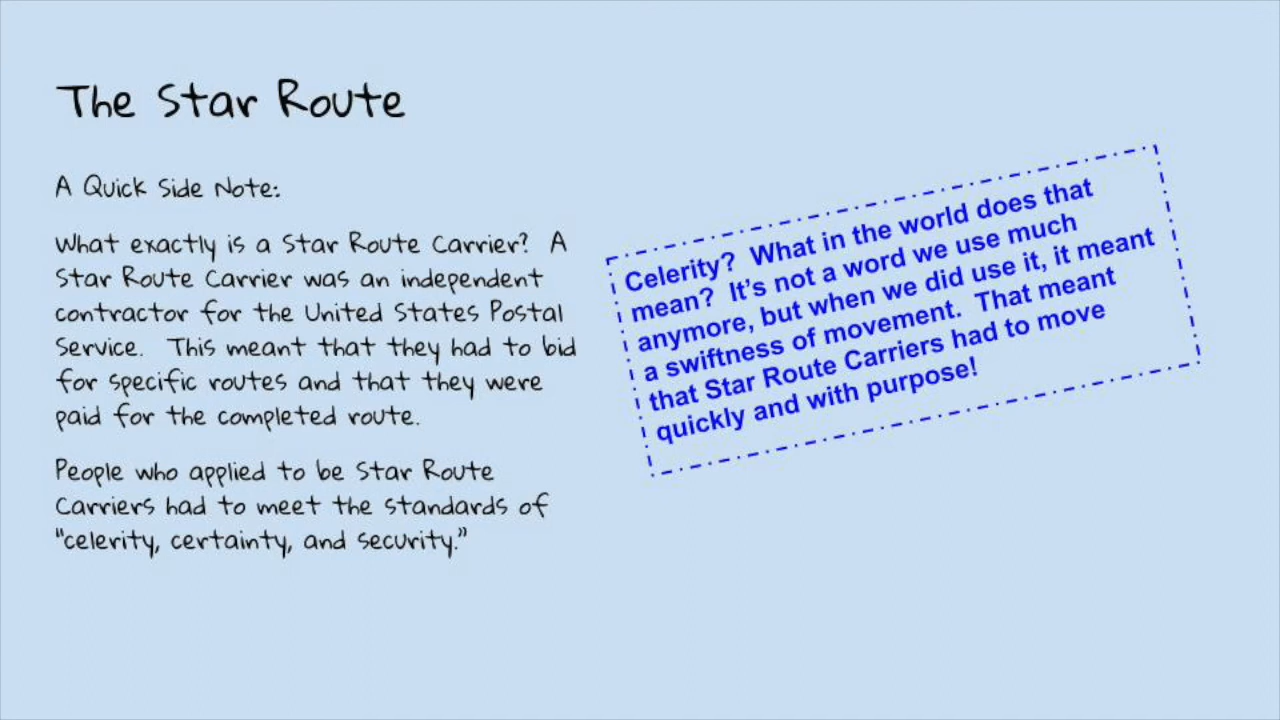 The Star Route
A Quick Side Note:
What exactly is a Star Route Carrier? A
Star Route Carrier was an independent
contractor for the United States Postal
Service. This meant that they had to bid
for specific routes and that they were
paid for the completed route.
People who applied to be Star Route
Carriers had to meet the standards of
"celerity, certainty, and security."
Celerity? What in the world does that
mean? It's not a word we use much
anymore, but when we did use it, it meant
a swiftness of movement. That meant
that Star Route Carriers had to move
quickly and with purpose!